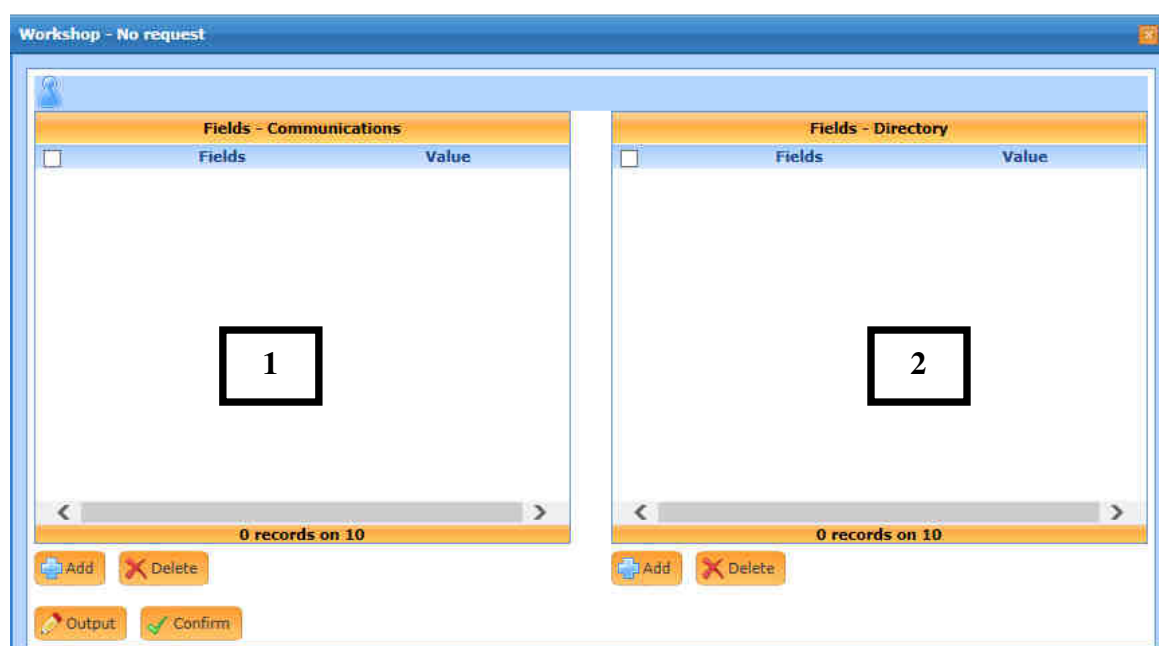 Workshop - No request
Fields - Communications
Fields Value
1
0 records on 10
Add Delete
Fields - Directory
Fields Value
2
0 records on 10
Add Delete
Output Confirm